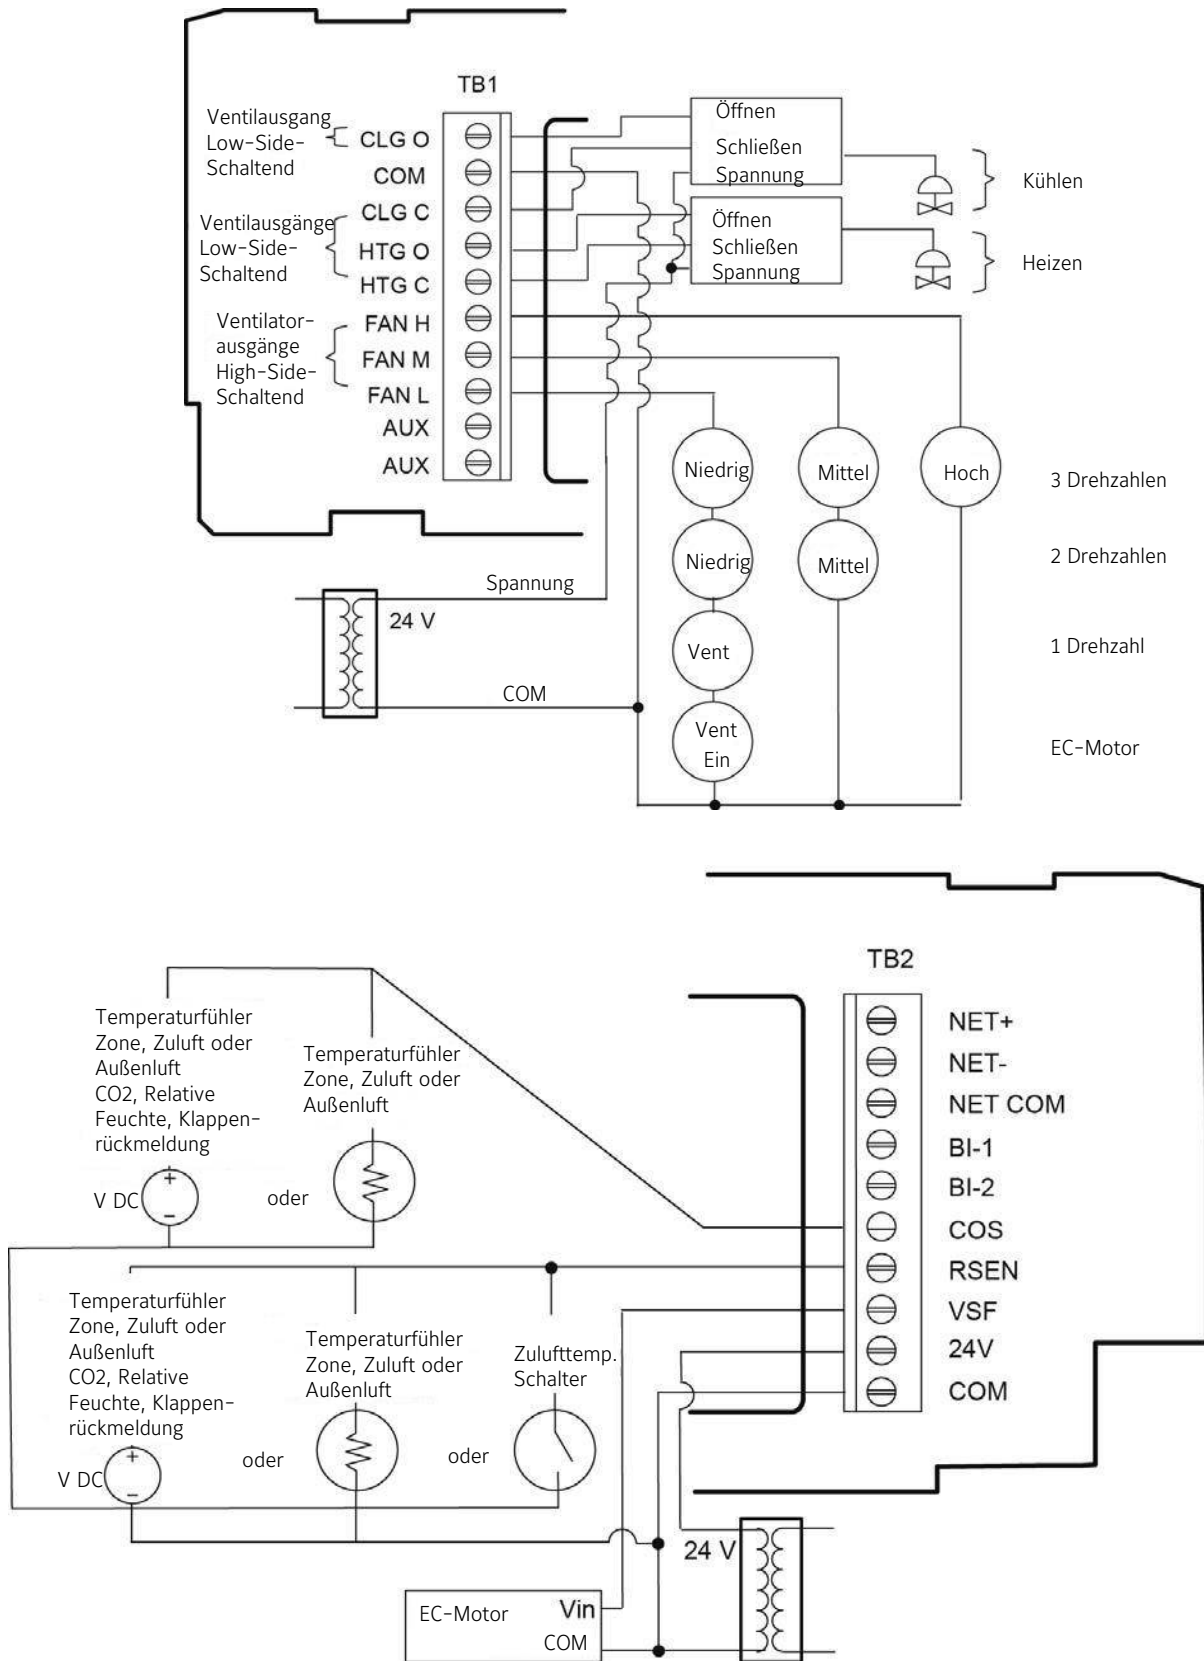 TB1
Ventilausgang
Low-Side-
Schaltend
CLG O
COM
CLG C
Ventilausgänge
Low-Side-
Schaltend
HTG O
HTG C
Ventilator-
ausgänge
High-Side-
Schaltend
FAN H
FAN M
FAN L
AUX
AUX
Öffnen
Schließen
Spannung
Kühlen
Öffnen
Schließen
Spannung
Heizen
Niedrig
Mittel
Hoch
3 Drehzahlen
Niedrig
Mittel
2 Drehzahlen
Vent
1 Drehzahl
Vent
Ein
EC-Motor
Spannung
24 V
COM
TB2
NET+
NET-
NET COM
BI-1
BI-2
COS
RSEN
VSF
24V
COM
Temperaturfühler
Zone, Zuluft oder
Außenluft
CO2, Relative
Feuchte, Klappen-
rückmeldung
V DC
+
−
oder
Temperaturfühler
Zone, Zuluft oder
Außenluft
Temperaturfühler
Zone, Zuluft oder
Außenluft
CO2, Relative
Feuchte, Klappen-
rückmeldung
V DC
+
−
oder
Temperaturfühler
Zone, Zuluft oder
Außenluft
oder
Zulufttemp.
Schalter
24 V
EC-Motor
Vin
COM